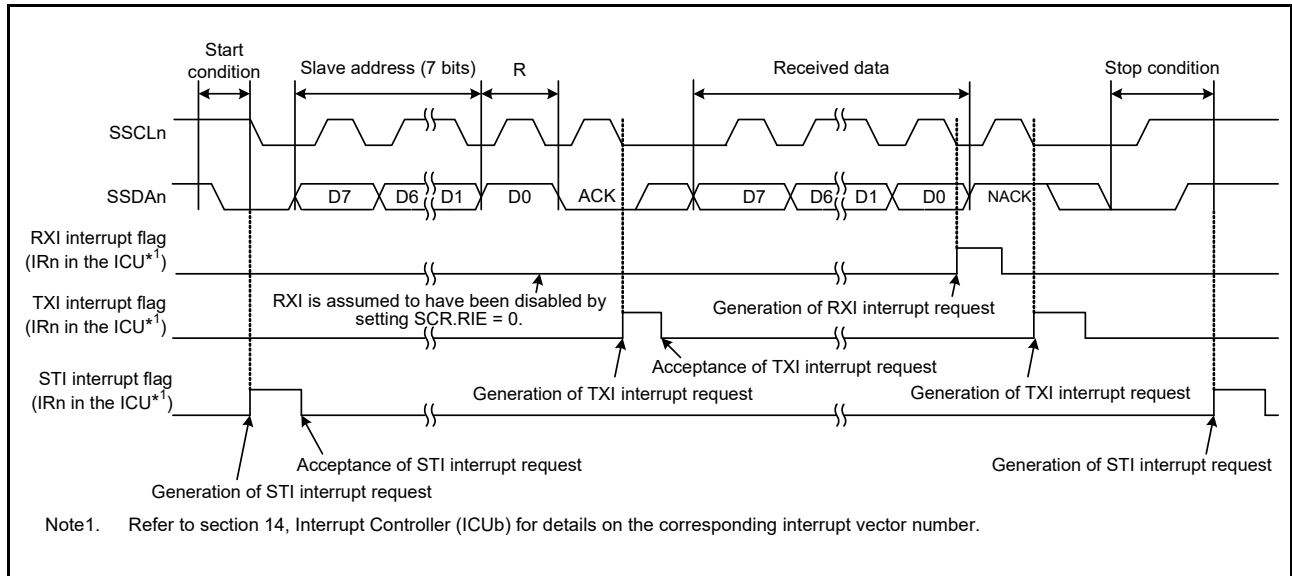 Start
condition
Slave address (7 bits)
R
Received data
Stop condition
SSCLn
SSDAn
D7
D6
D1
D0
ACK
D7
D6
D1
D0
NACK
RXI interrupt flag
(IRn in the ICU*1)
RXI is assumed to have been disabled by
setting SCR.RIE = 0.
Generation of RXI interrupt request
TXI interrupt flag
(IRn in the ICU*1)
Acceptance of TXI interrupt request
Generation of TXI interrupt request
Generation of TXI interrupt request
STI interrupt flag
(IRn in the ICU*1)
Acceptance of STI interrupt request
Generation of STI interrupt request
Generation of STI interrupt request
Note1. Refer to section 14, Interrupt Controller (ICUb) for details on the corresponding interrupt vector number.